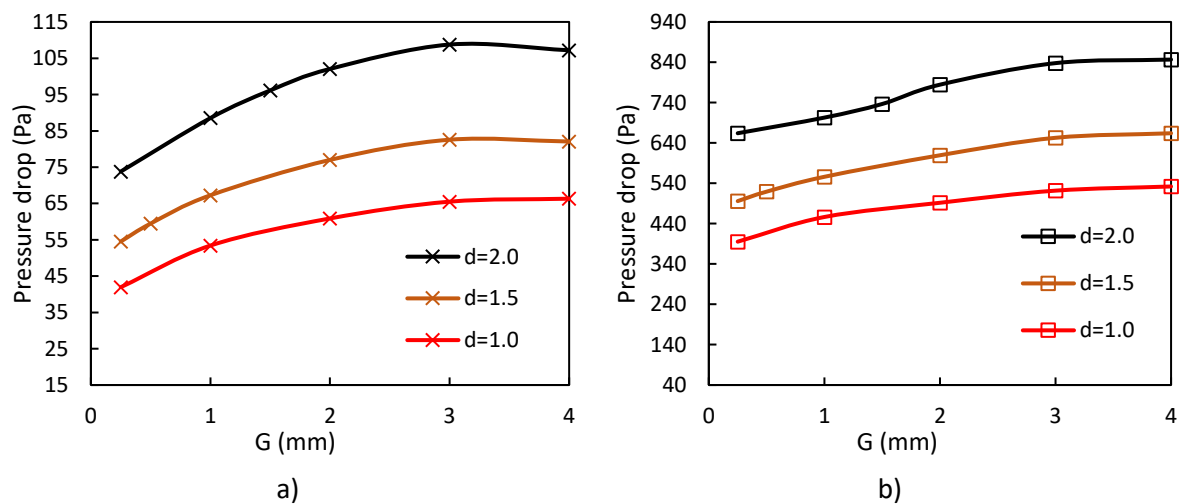 115
105
95
85
75
65
55
45
35
25
15
Pressure drop (Pa)
0 1 2 3 4
G (mm)
d=2.0
d=1.5
d=1.0
a)
940
840
740
640
540
440
340
240
140
40
Pressure drop (Pa)
0 1 2 3 4
G (mm)
d=2.0
d=1.5
d=1.0
b)